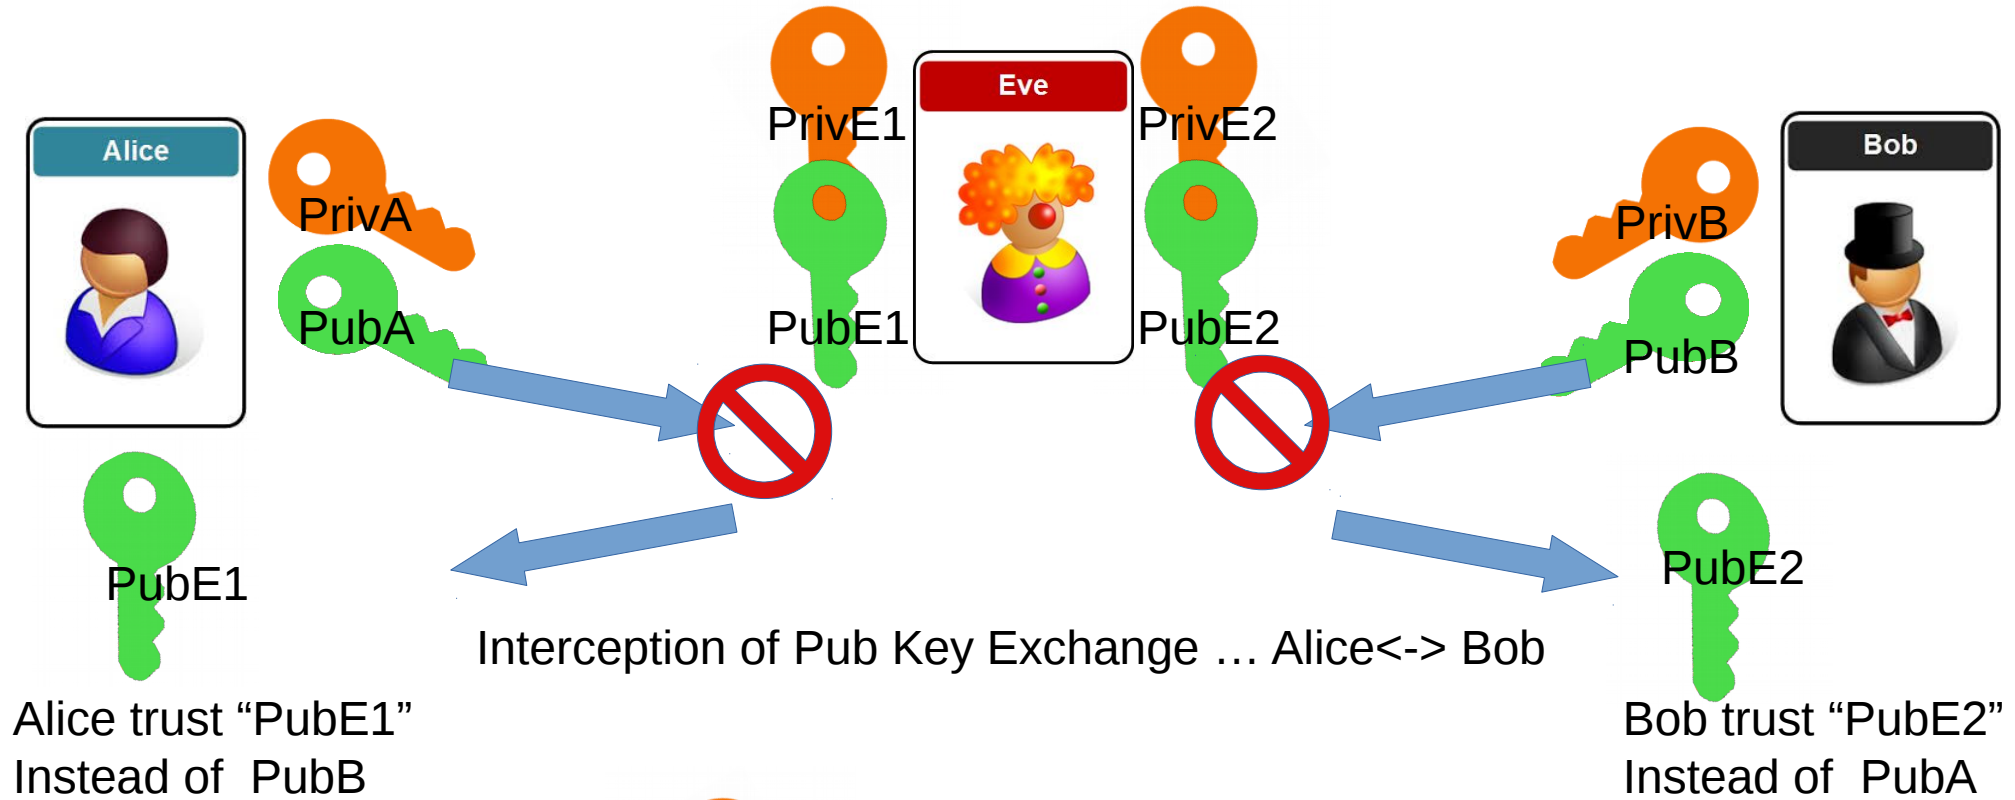 Eve
PrivE1
PrivE2
Alice
Bob
PrivA
PrivB
PubA
PubE1
PubE2
PubB
PubE1
PubE2
Interception of Pub Key Exchange … Alice<-> Bob
Alice trust “PubE1”
Instead of  PubB
Bob trust “PubE2”
Instead of  PubA